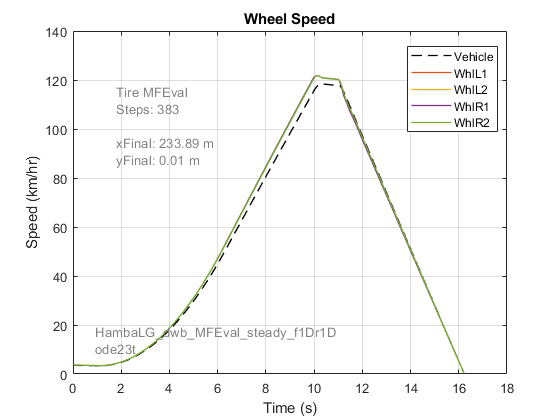 Wheel Speed
140
120
100
80
60
40
20
0
Speed (km/hr)
Tire MFEval
Steps: 383
xFinal: 233.89 m
yFinal: 0.01 m
HambaLG_dwb_MFEval_steady_f1Dr1D
ode23t
Vehicle
WhlL1
WhlL2
WhlR1
WhlR2
0 2 4 6 8 10 12 14 16 18
Time (s)